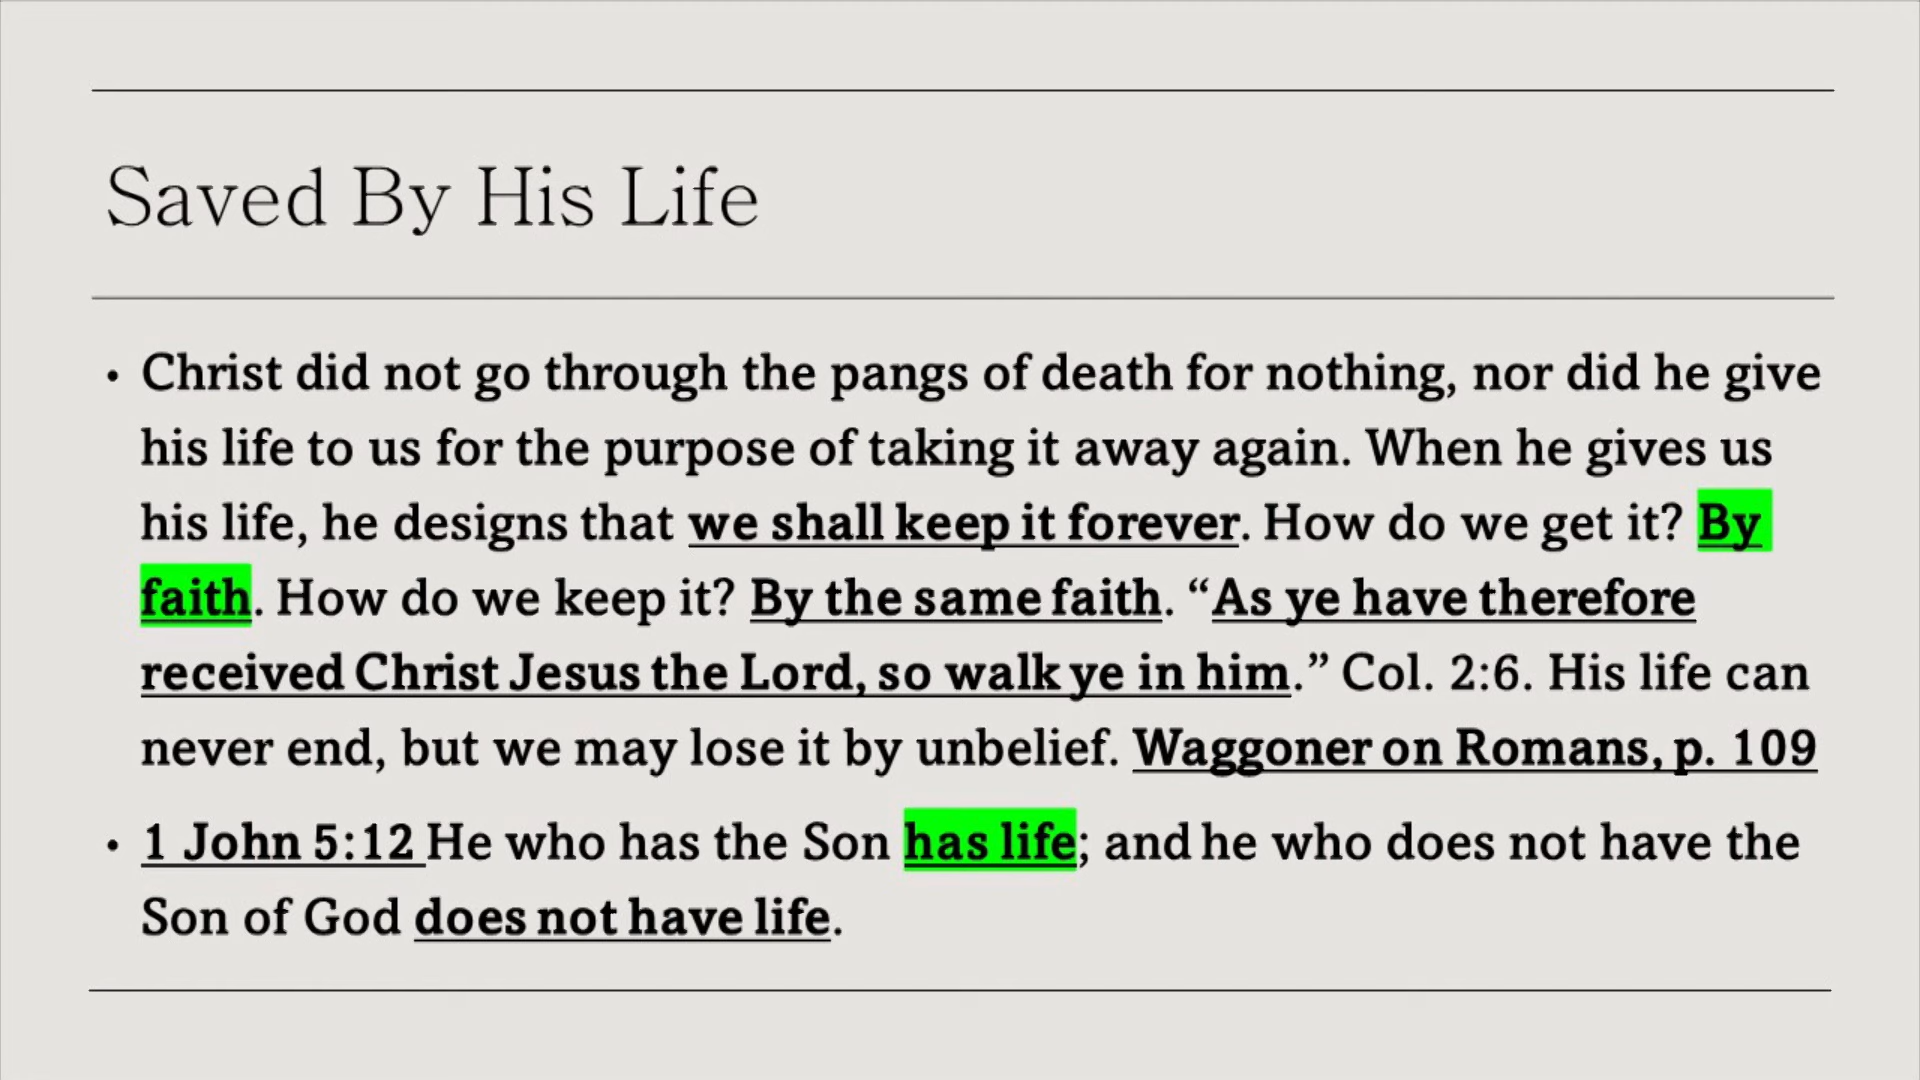 Saved By His Life
• Christ did not go through the pangs of death for nothing, nor did he give
his life to us for the purpose of taking it away again. When he gives us
his life, he designs that we shall keep it forever. How do we get it? By
faith. How do we keep it? By the same faith. “As ye have therefore
received Christ Jesus the Lord, so walk ye in him.” Col. 2:6. His life can
never end, but we may lose it by unbelief. Waggoner on Romans, p. 109
• 1 John 5:12 He who has the Son has life; and he who does not have the
Son of God does not have life.